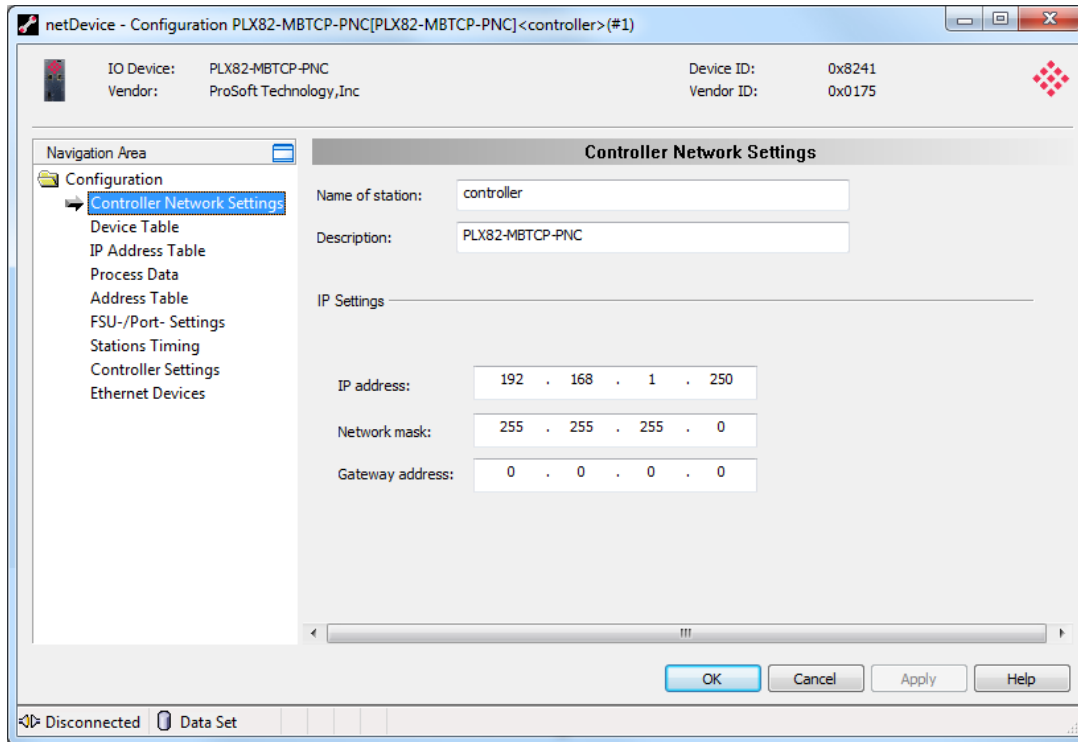 netDevice - Configuration PLX82-MBTCP-PNC[PLX82-MBTCP-PNC]<controller>(#1)
IO Device: PLX82-MBTCP-PNC Device ID: 0x8241
Vendor: ProSoft Technology,Inc Vendor ID: 0x0175
Navigation Area
Configuration
Controller Network Settings
Device Table
IP Address Table
Process Data
Address Table
FSU-/Port- Settings
Stations Timing
Controller Settings
Ethernet Devices
Controller Network Settings
Name of station: controller
Description: PLX82-MBTCP-PNC
IP Settings
IP address: 192 . 168 . 1 . 250
Network mask: 255 . 255 . 255 . 0
Gateway address: 0 . 0 . 0 . 0
OK Cancel Apply Help
Disconnected Data Set